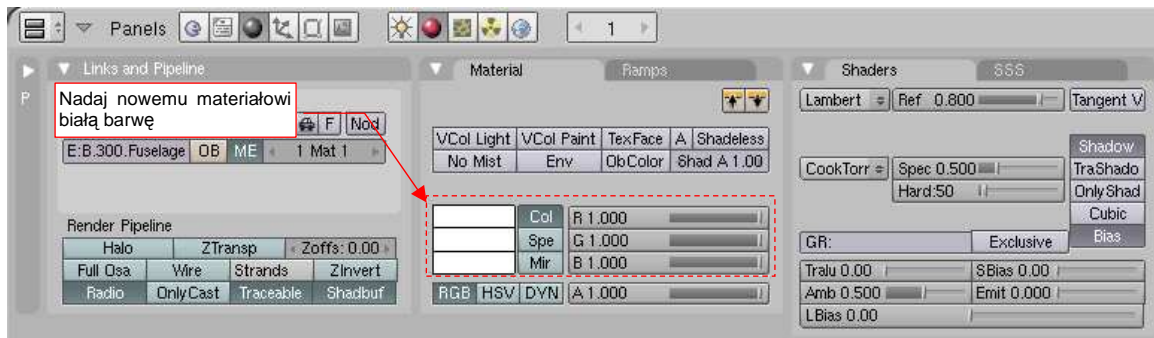 Panels 1
Links and Pipeline
P
Nadaj nowemu materiałowi
białą barwę
F Nod
E:B.300.Fuselage OB ME 1 Mat 1
Render Pipeline
Halo ZTransp Zoffs: 0.00
Full Osa Wire Strands ZInvert
Radio OnlyCast Traceable Shadbuf
Material Ramps
VCol Light VCol Paint TexFace A Shadeless
No Mist Env ObColor Shad A 1.00
Col R 1.000
Spe G 1.000
Mir B 1.000
RGB HSV DYN A 1.000
Shaders SSS
Lambert Ref 0.800 Tangent V
Shadow
CookTorr Spec 0.500 TraShado
Hard:50 OnlyShad
Cubic
GR: Exclusive Bias
Tralu 0.00 SBias 0.00
Amb 0.500 Emit 0.000
LBias 0.00